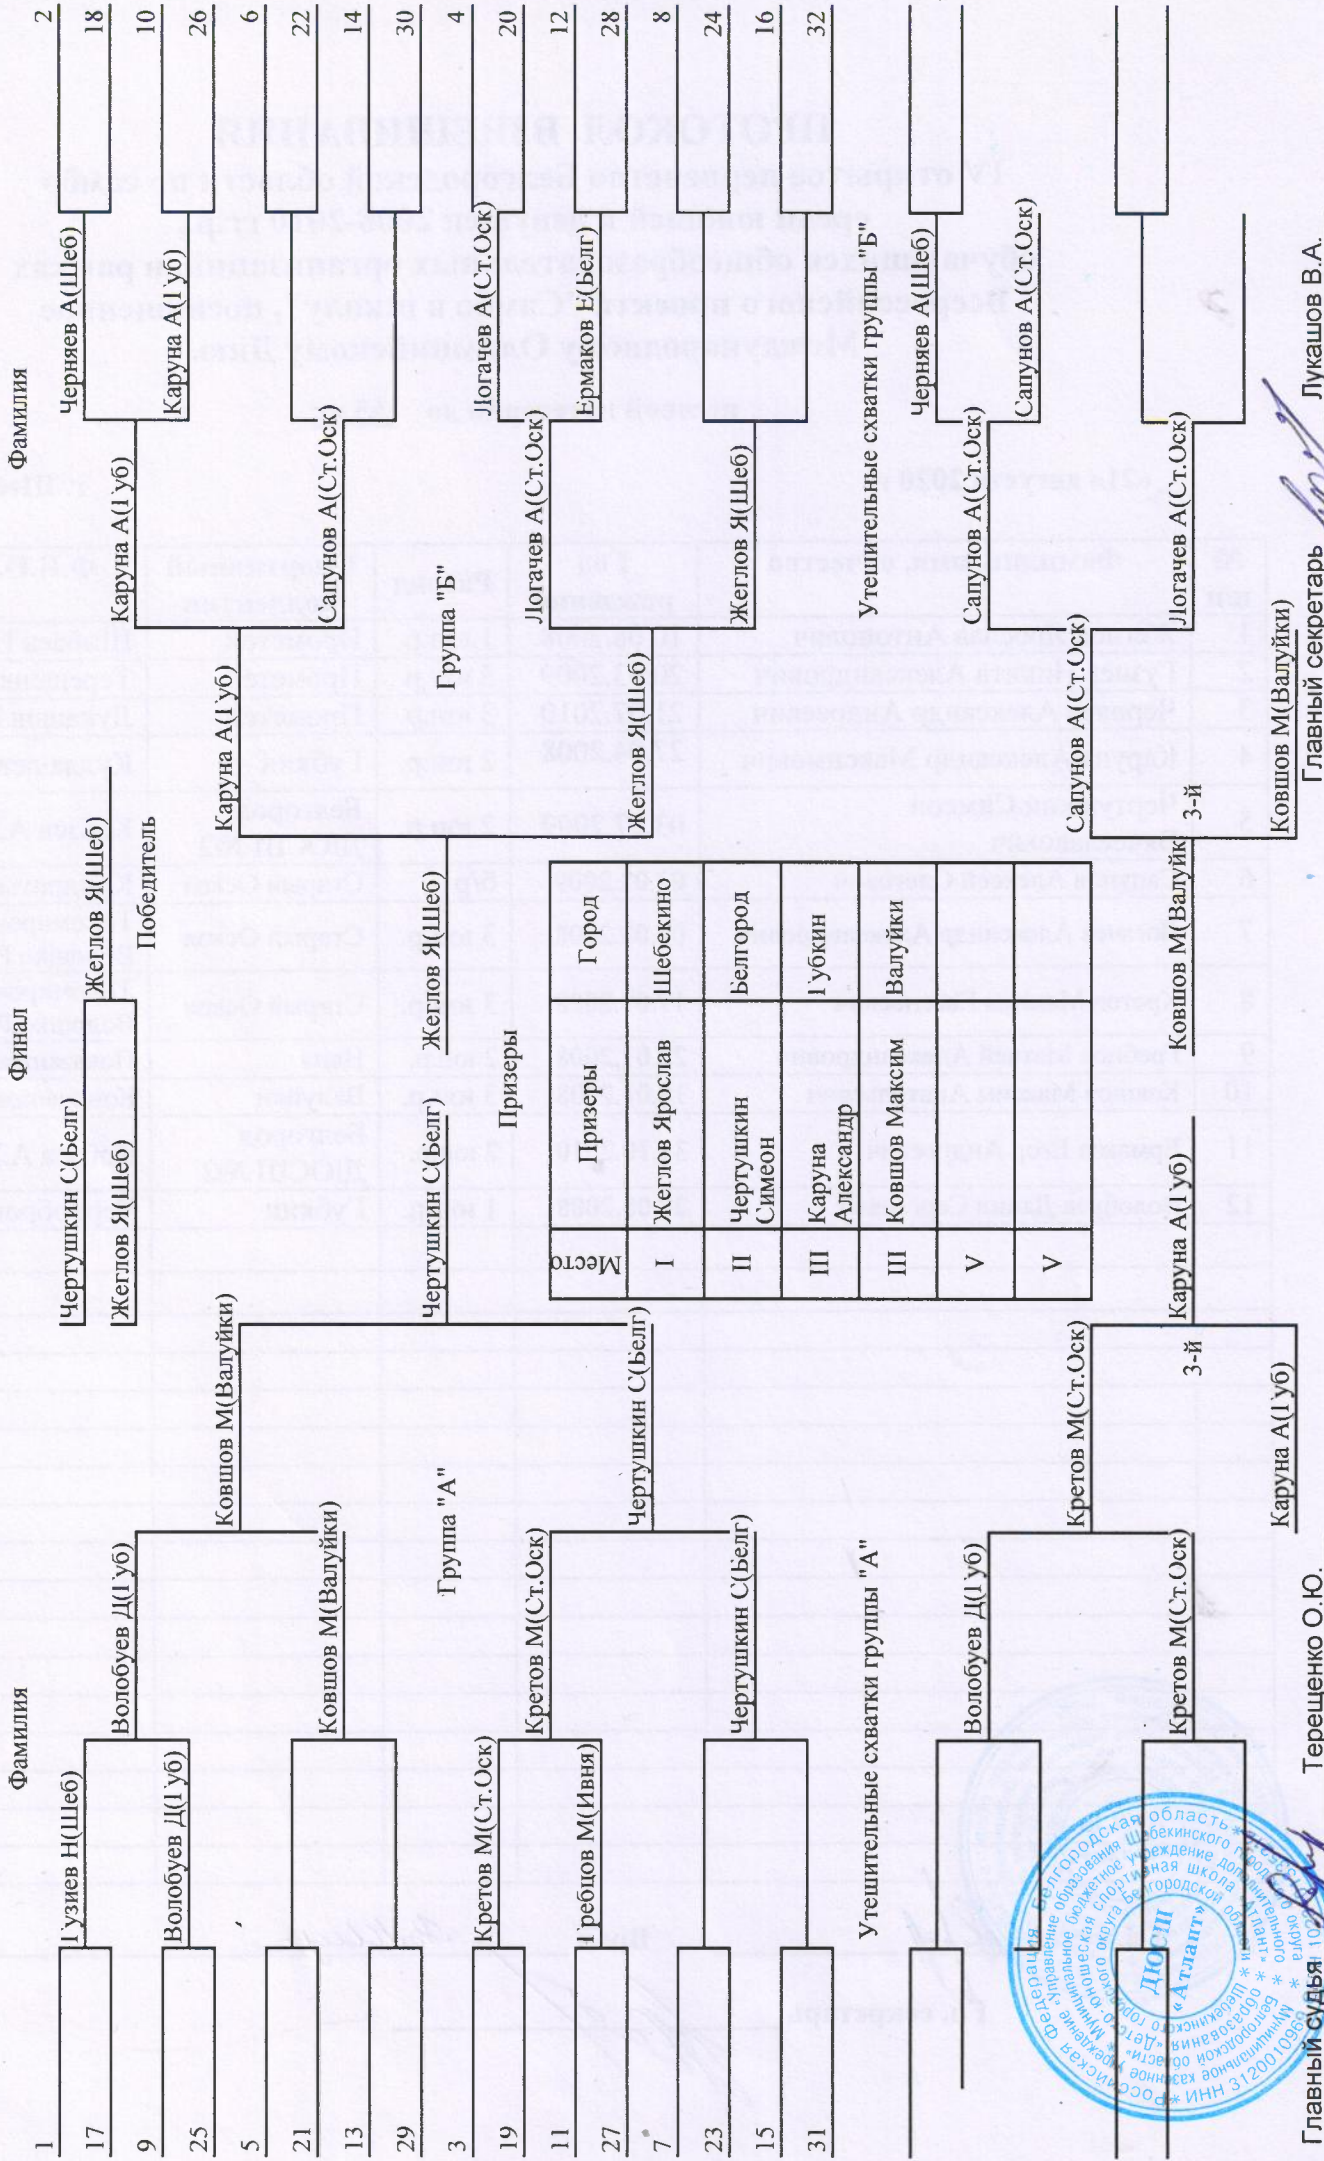 Фамилия
Финал
Фамилия
1
17
9
25
5
21
13
29
3
19
11
27
7
23
15
31
Гузиев Н(Шеб)
Волобуев Д(Губ)
Кретов М(Ст.Оск)
Гребцов М(Ивня)
Волобуев Д(Губ)
Ковшов М(Валуйки)
Кретов М(Ст.Оск)
Чертушкин С(Белг)
Группа "А"
Ковшов М(Валуйки)
Чертушкин С(Белг)
Чертушкин С(Белг)
Чертушкин С(Белг)
Жеглов Я(Шеб)
Жеглов Я(Шеб)
Победитель
Жеглов Я(Шеб)
Призеры
Место Призеры Город
I Жеглов Ярослав Шебекино
II Чертушкин Симеон Белгород
III Каруна Александр Губкин
III Ковшов Максим Валуйки
V
V
Каруна А(Губ)
Жеглов Я(Шеб)
Группа "Б"
Каруна А(Губ)
Сапунов А(Ст.Оск)
Логачев А(Ст.Оск)
Жеглов Я(Шеб)
Черняев А(Шеб)
Каруна А(Губ)
Логачев А(Ст.Оск)
Ермаков Е(Белг)
2
18
10
26
6
22
14
30
4
20
12
28
8
24
16
32
Утешительные схватки группы "А"
Волобуев Д(Губ)
Кретов М(Ст.Оск)
Кретов М(Ст.Оск)
3-й
Каруна А(Губ)
Каруна А(Губ)
Утешительные схватки группы "Б"
Черняев А(Шеб)
Сапунов А(Ст(Оск)
Сапунов А(Ст.Оск)
Логачев А(Ст.Оск)
Сапунов А(Ст.Оск)
3-й
Ковшов М(Валуйки)
Ковшов М(Валуйк
Главный судья
Терещенко О.Ю.
Главный секретарь
Лукашов В.А.
ДЮСШ
«Атлант»